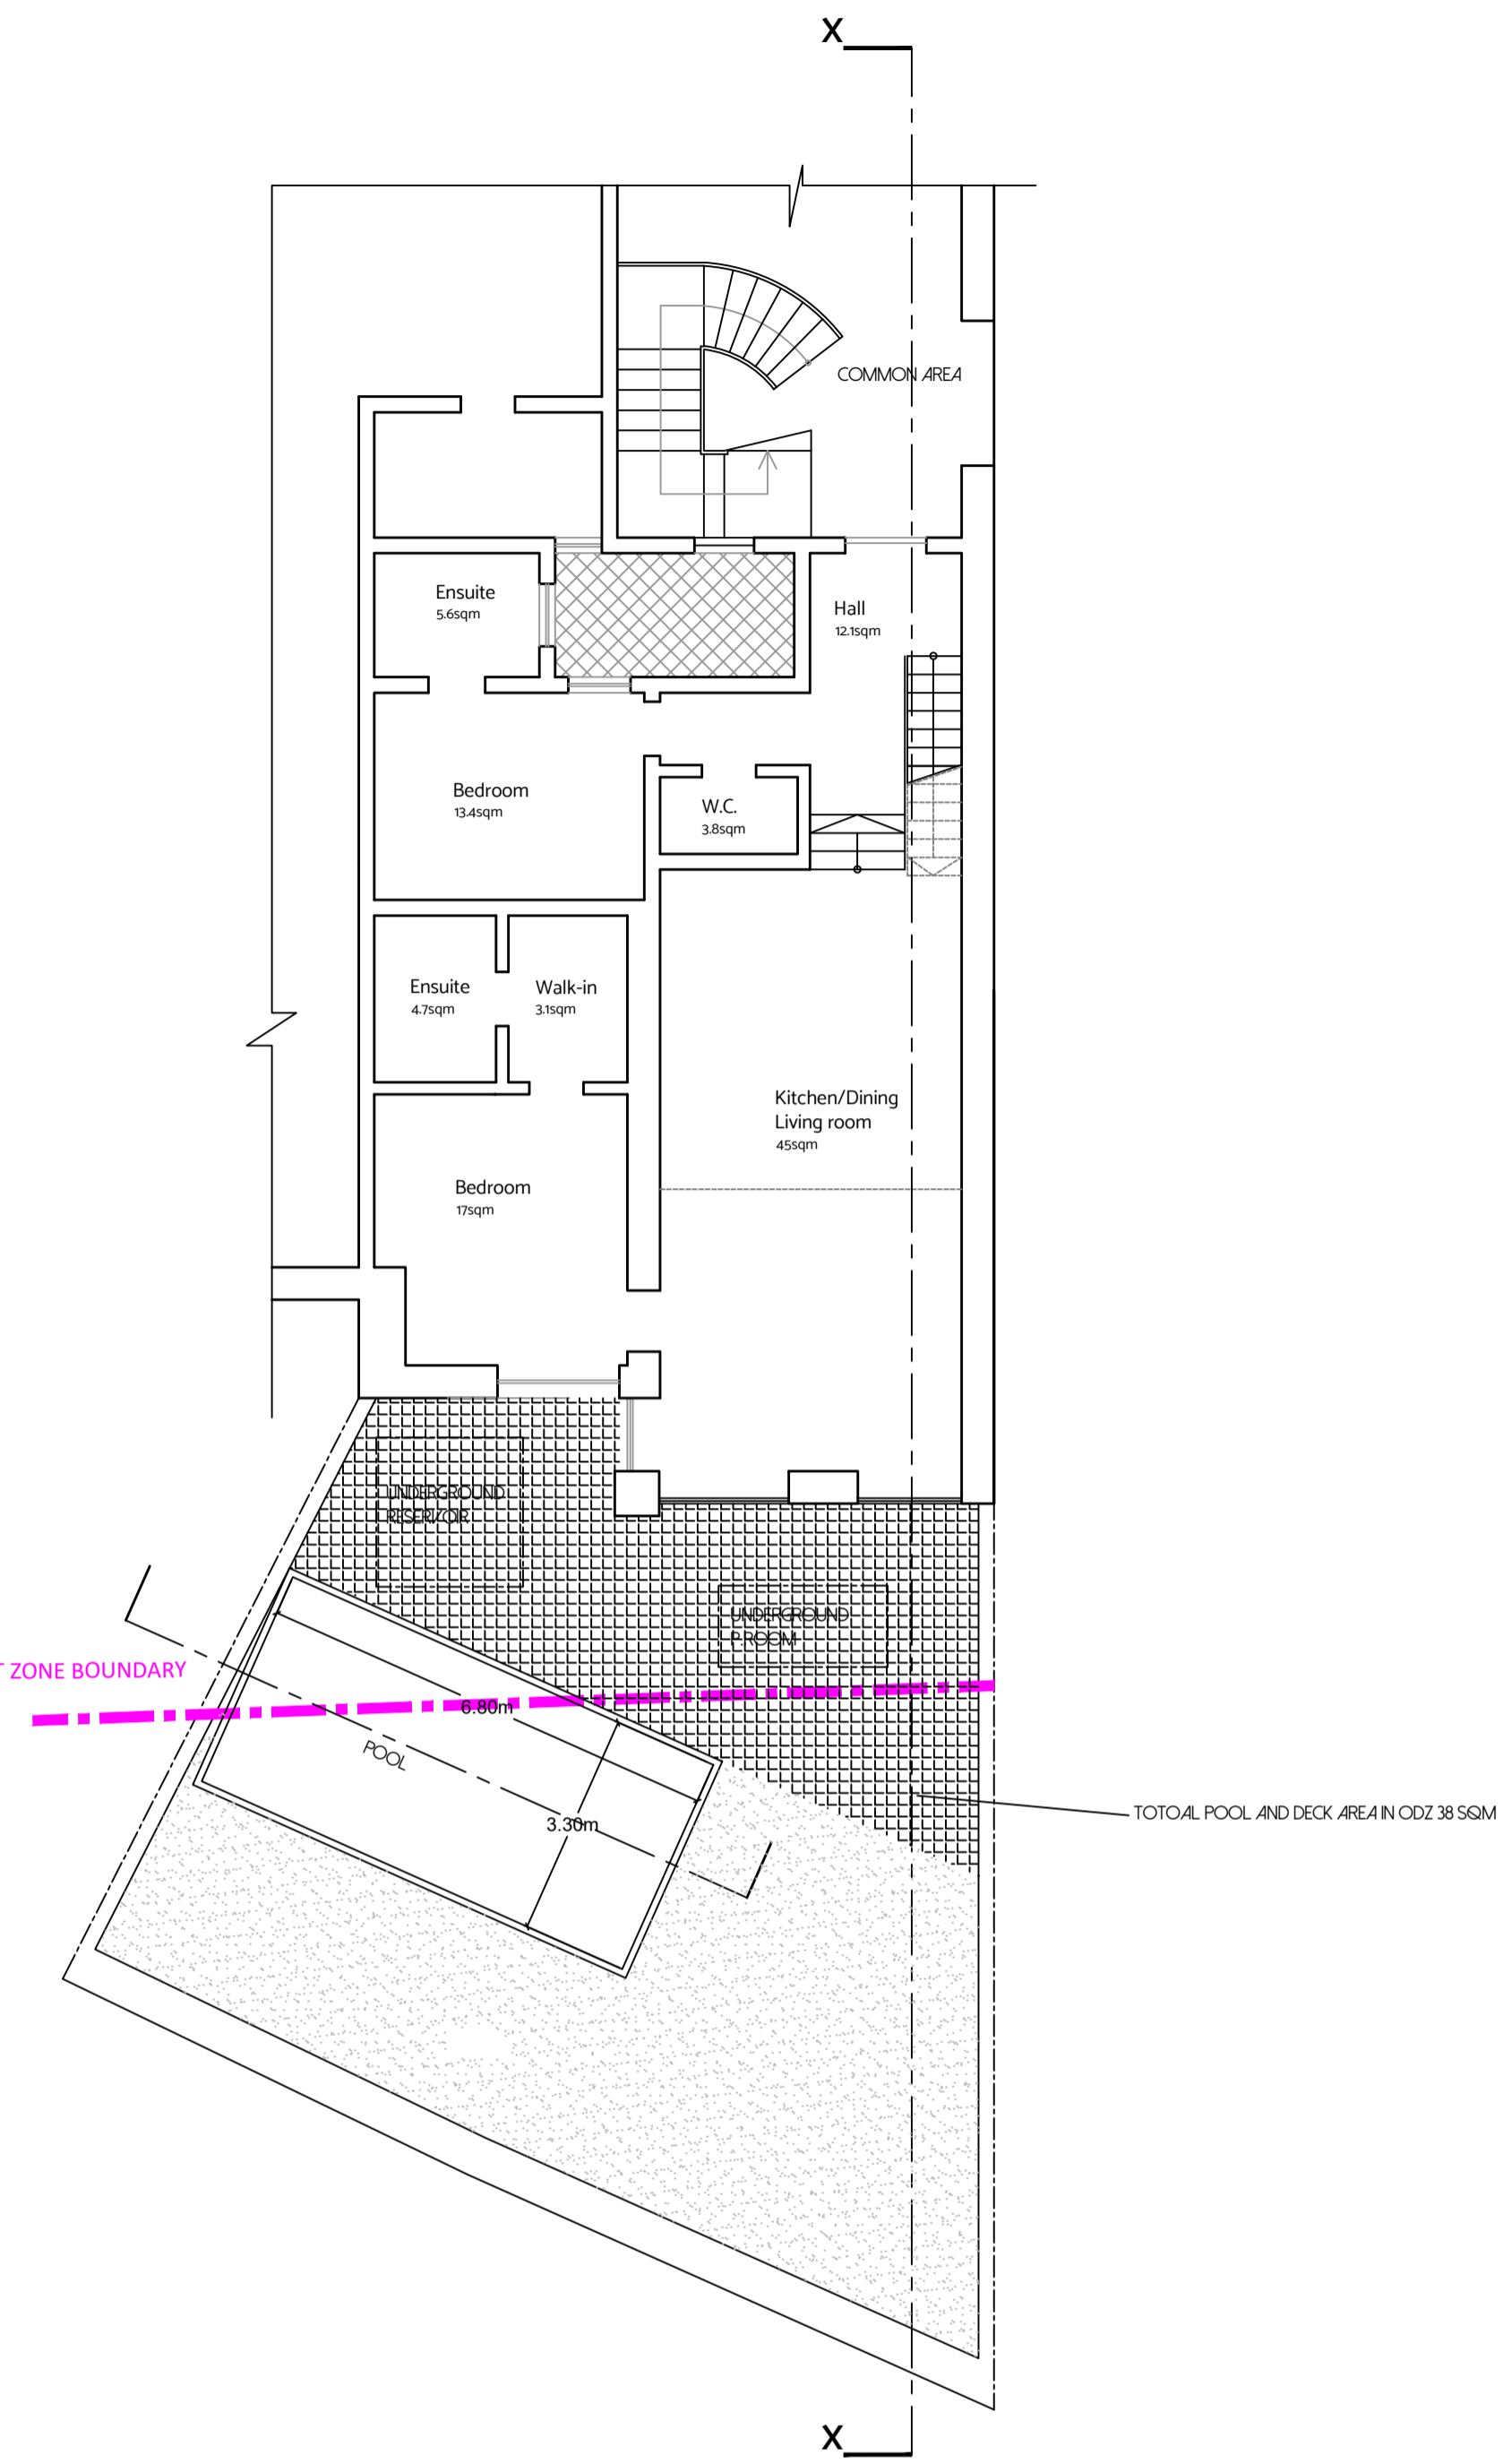 X
COMMON AREA
Ensuite
5.6sqm
Hall
12.1sqm
Bedroom
13.4sqm
W.C.
3.8sqm
Ensuite
4.7sqm
Walk-in
3.1sqm
Kitchen/Dining
Living room
45sqm
Bedroom
17sqm
UNDERGROUND
RESERVOIR
UNDERGROUND
P.ROOM
T ZONE BOUNDARY
6.80m
POOL
3.30m
TOTOAL POOL AND DECK AREA IN ODZ 38 SQM
X